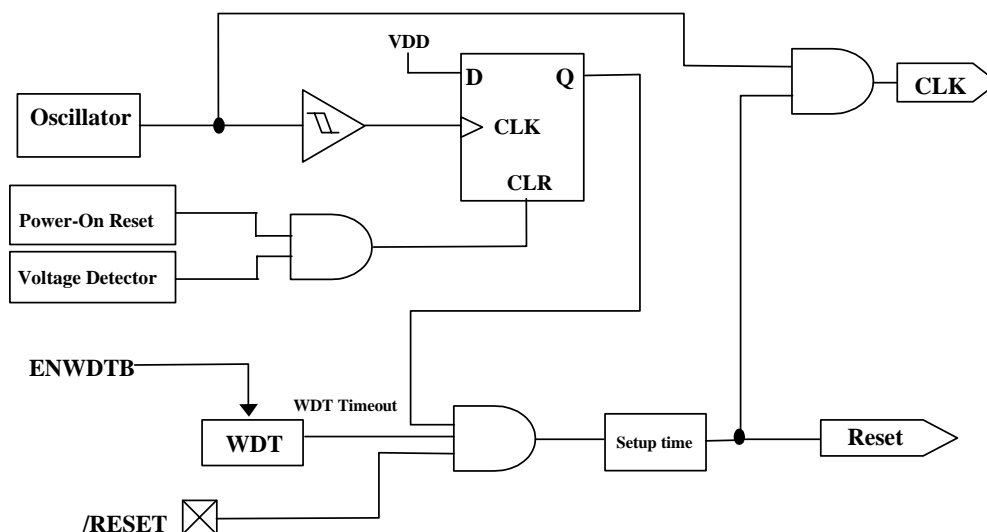 VDD
D
Q
CLK
Oscillator
CLK
CLR
Power-On Reset
Voltage Detector
ENWDTB
WDT Timeout
WDT
Setup time
Reset
/RESET